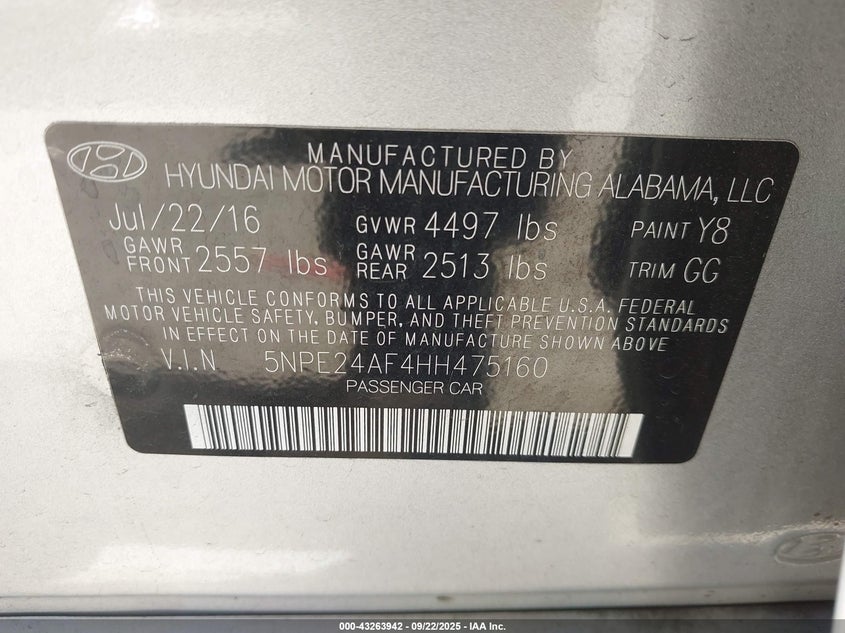 MANUFACTURED BY
HYUNDAI MOTOR MANUFACTURING ALABAMA, LLC
Jul/22/16 GVWR 4497 lbs PAINT Y8
GAWR FRONT 2557 lbs GAWR REAR 2513 lbs TRIM GG
THIS VEHICLE CONFORMS TO ALL APPLICABLE U.S.A. FEDERAL
MOTOR VEHICLE SAFETY, BUMPER, AND THEFT PREVENTION STANDARDS
IN EFFECT ON THE DATE OF MANUFACTURE SHOWN ABOVE
V.I.N 5NPE24AF4HH475160
PASSENGER CAR
000-43263942 - 09/22/2025 - IAA Inc.